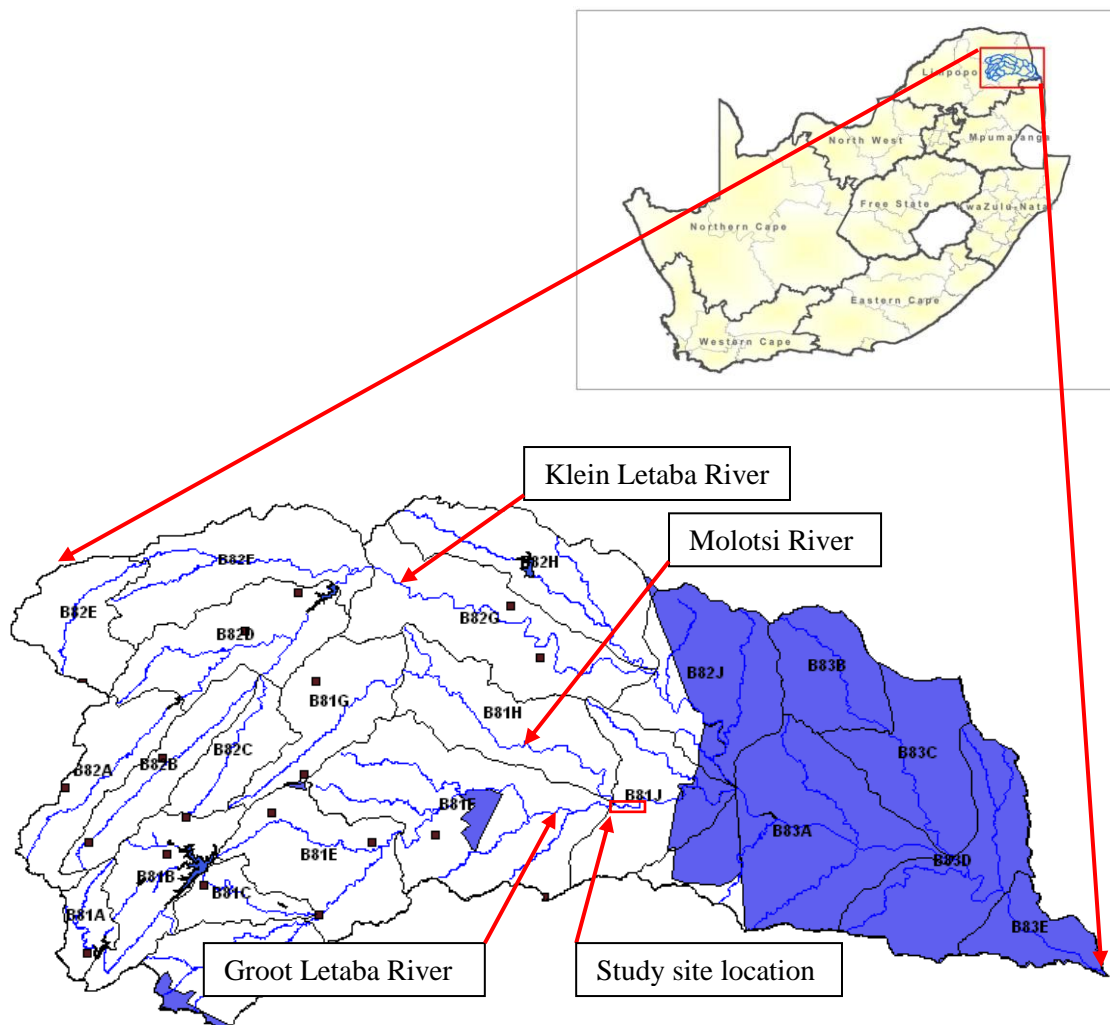 Limpopo
North West
Mpumalanga
Free State
KwaZulu-Natal
Northern Cape
Eastern Cape
Western Cape
Klein Letaba River
Molotsi River
B82F
B82H
B82E
B82G
B82D
B82J
B83B
B81G
B81H
B82C
B83C
B82A
B82B
B81J
B81F
B83A
B81E
B83D
B81B
B81C
B81A
B83E
Groot Letaba River
Study site location